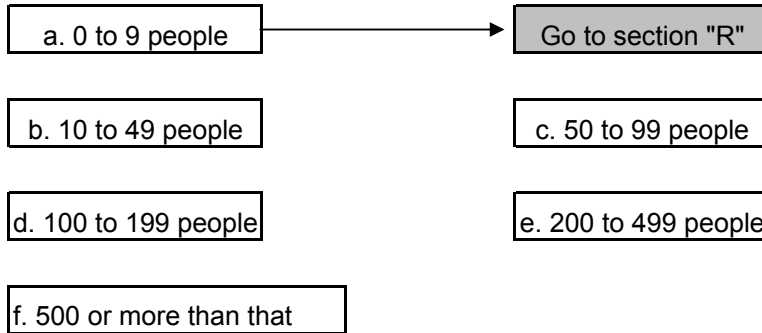 a. 0 to 9 people
Go to section "R"
b. 10 to 49 people
c. 50 to 99 people
d. 100 to 199 people
e. 200 to 499 people
f. 500 or more than that